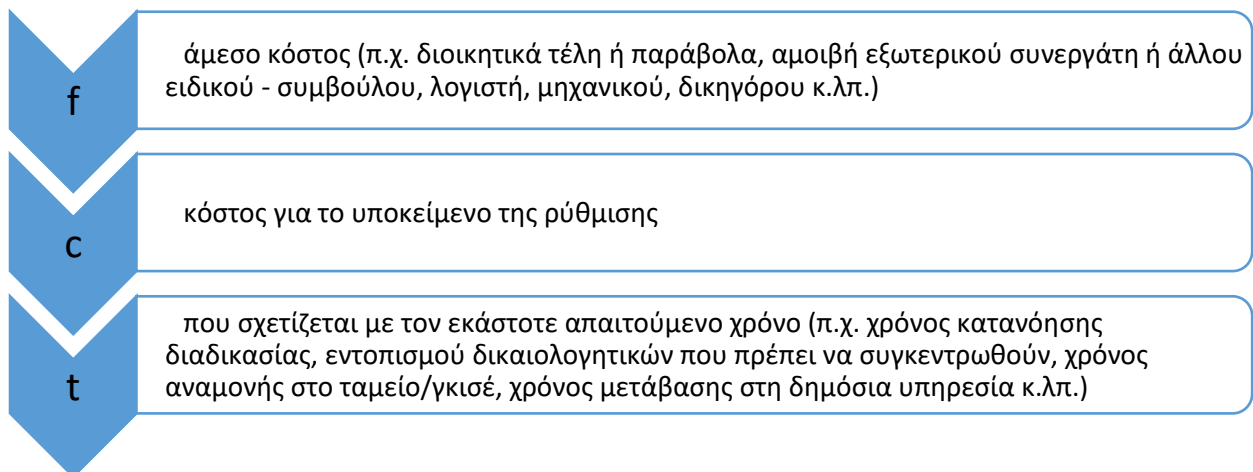 f
άμεσο κόστος (π.χ. διοικητικά τέλη ή παράβολα, αμοιβή εξωτερικού συνεργάτη ή άλλου
ειδικού - συμβούλου, λογιστή, μηχανικού, δικηγόρου κ.λπ.)
c
κόστος για το υποκείμενο της ρύθμισης
t
που σχετίζεται με τον εκάστοτε απαιτούμενο χρόνο (π.χ. χρόνος κατανόησης
διαδικασίας, εντοπισμού δικαιολογητικών που πρέπει να συγκεντρωθούν, χρόνος
αναμονής στο ταμείο/γκισέ, χρόνος μετάβασης στη δημόσια υπηρεσία κ.λπ.)